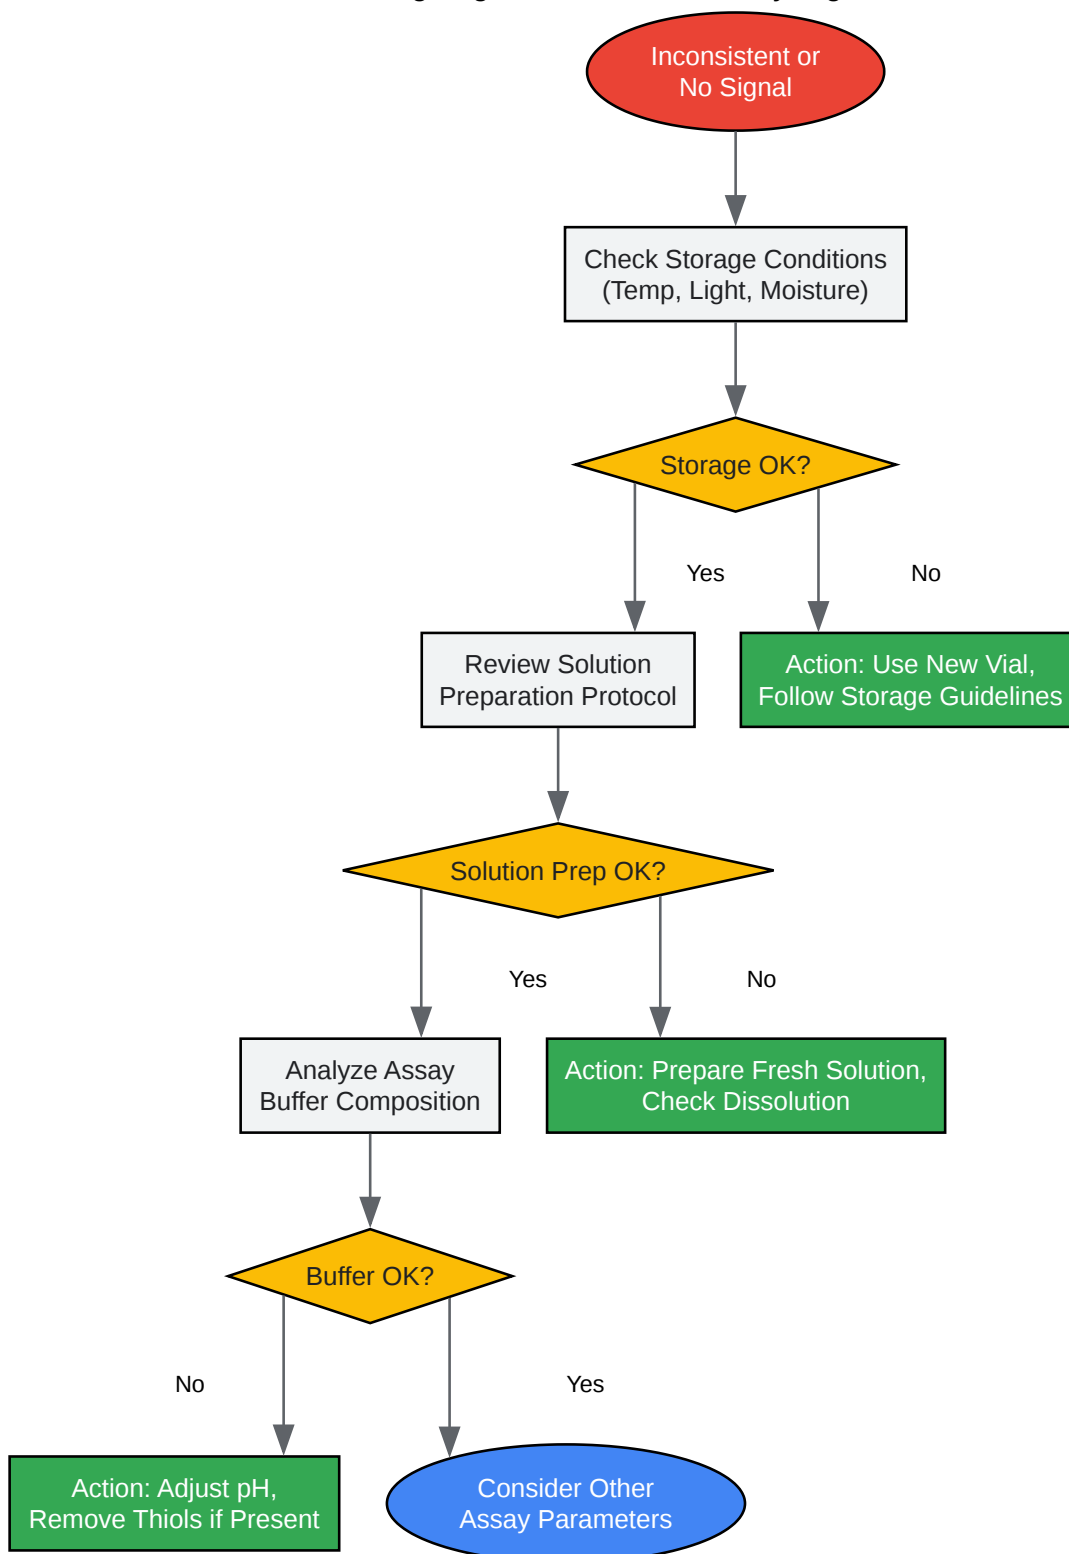 Inconsistent or
No Signal
Check Storage Conditions
(Temp, Light, Moisture)
Storage OK?
Yes
No
Review Solution
Preparation Protocol
Action: Use New Vial,
Follow Storage Guidelines
Solution Prep OK?
Yes
No
Analyze Assay
Buffer Composition
Action: Prepare Fresh Solution,
Check Dissolution
Buffer OK?
No
Yes
Action: Adjust pH,
Remove Thiols if Present
Consider Other
Assay Parameters